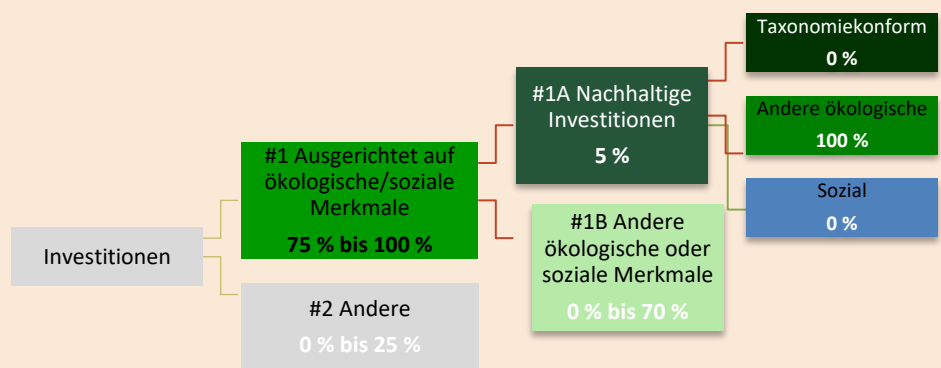 Investitionen
#1 Ausgerichtet auf
ökologische/soziale
Merkmale
75 % bis 100 %
#2 Andere
0 % bis 25 %
#1A Nachhaltige
Investitionen
5 %
#1B Andere
ökologische oder
soziale Merkmale
0 % bis 70 %
Taxonomiekonform
0 %
Andere ökologische
100 %
Sozial
0 %